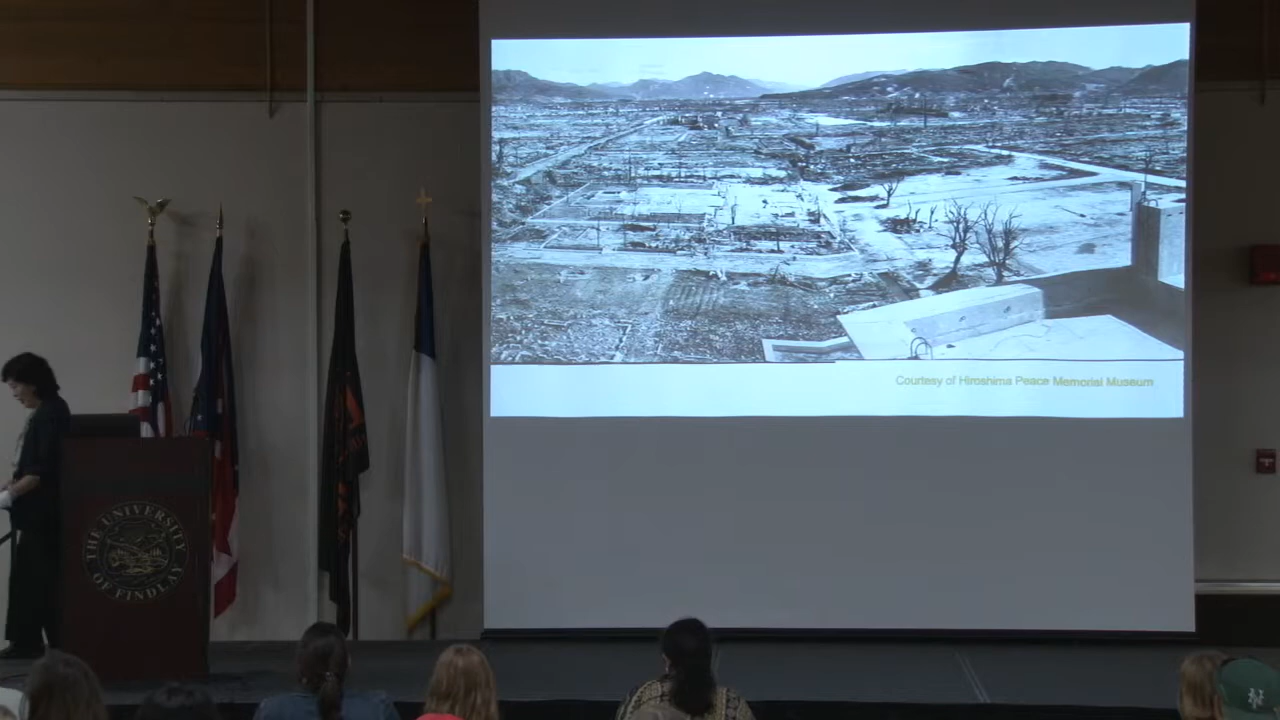 Courtesy of Hiroshima Peace Memorial Museum
THE UNIVERSITY
OF FINDLAY